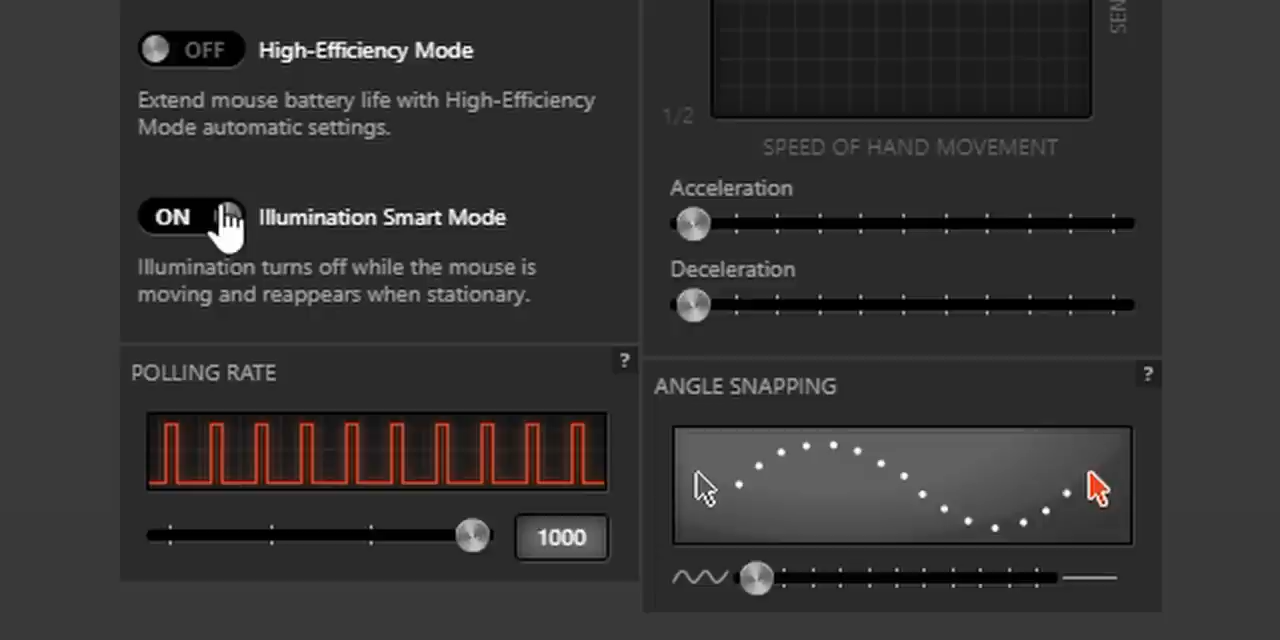 OFF High-Efficiency Mode
Extend mouse battery life with High-Efficiency
Mode automatic settings.
ON Illumination Smart Mode
Illumination turns off while the mouse is
moving and reappears when stationary.
POLLING RATE ?
1000
SEN
1/2
SPEED OF HAND MOVEMENT
Acceleration
Deceleration
ANGLE SNAPPING ?